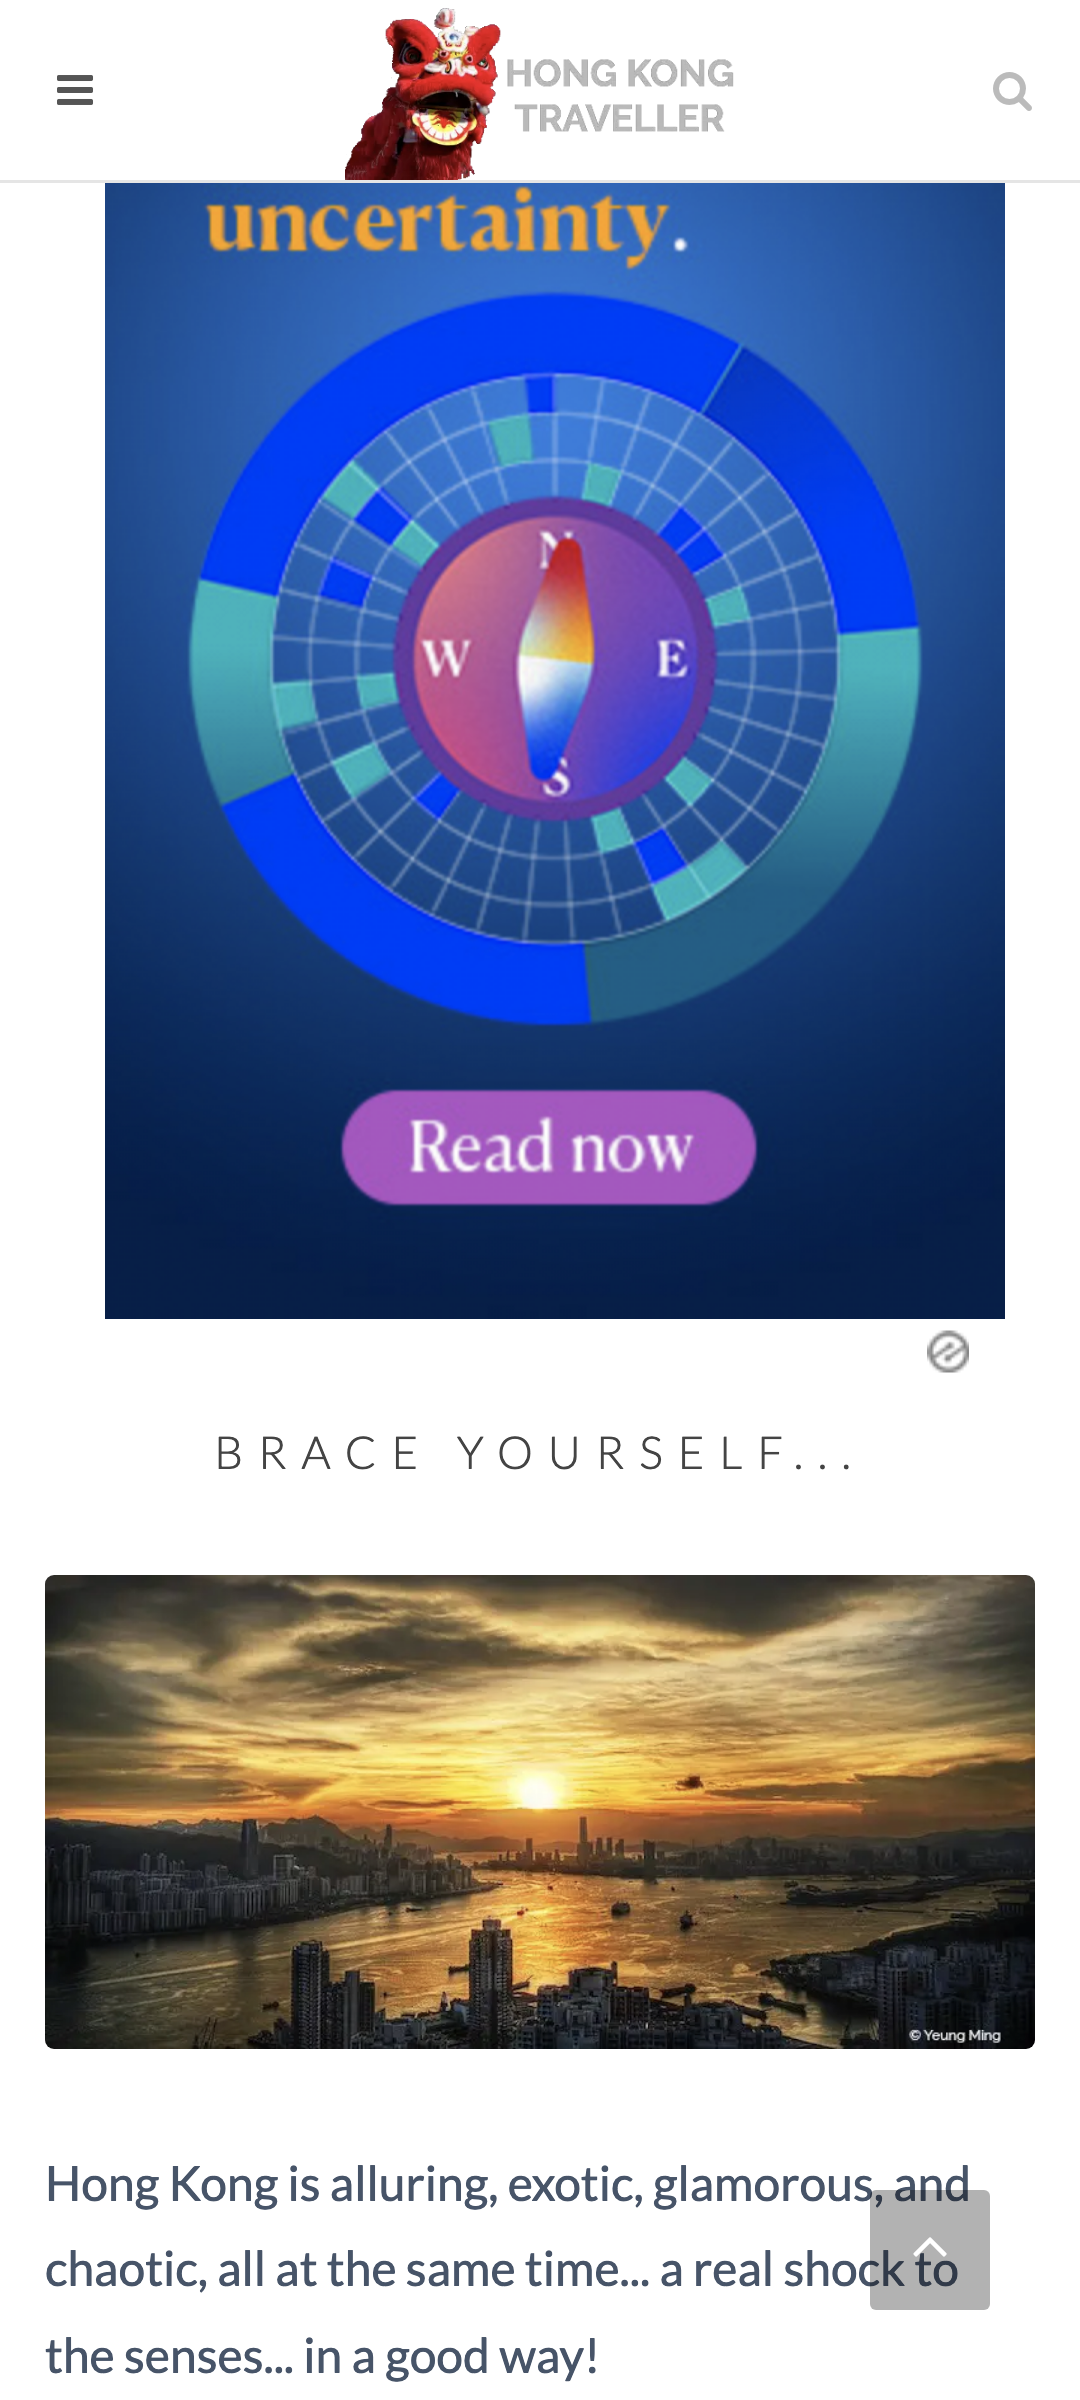 HONG KONG
TRAVELLER
uncertainty.
N
W
E
S
Read now
BRACE YOURSELF...
© Yeung Ming
Hong Kong is alluring, exotic, glamorous, and
chaotic, all at the same time... a real shock to
the senses... in a good way!